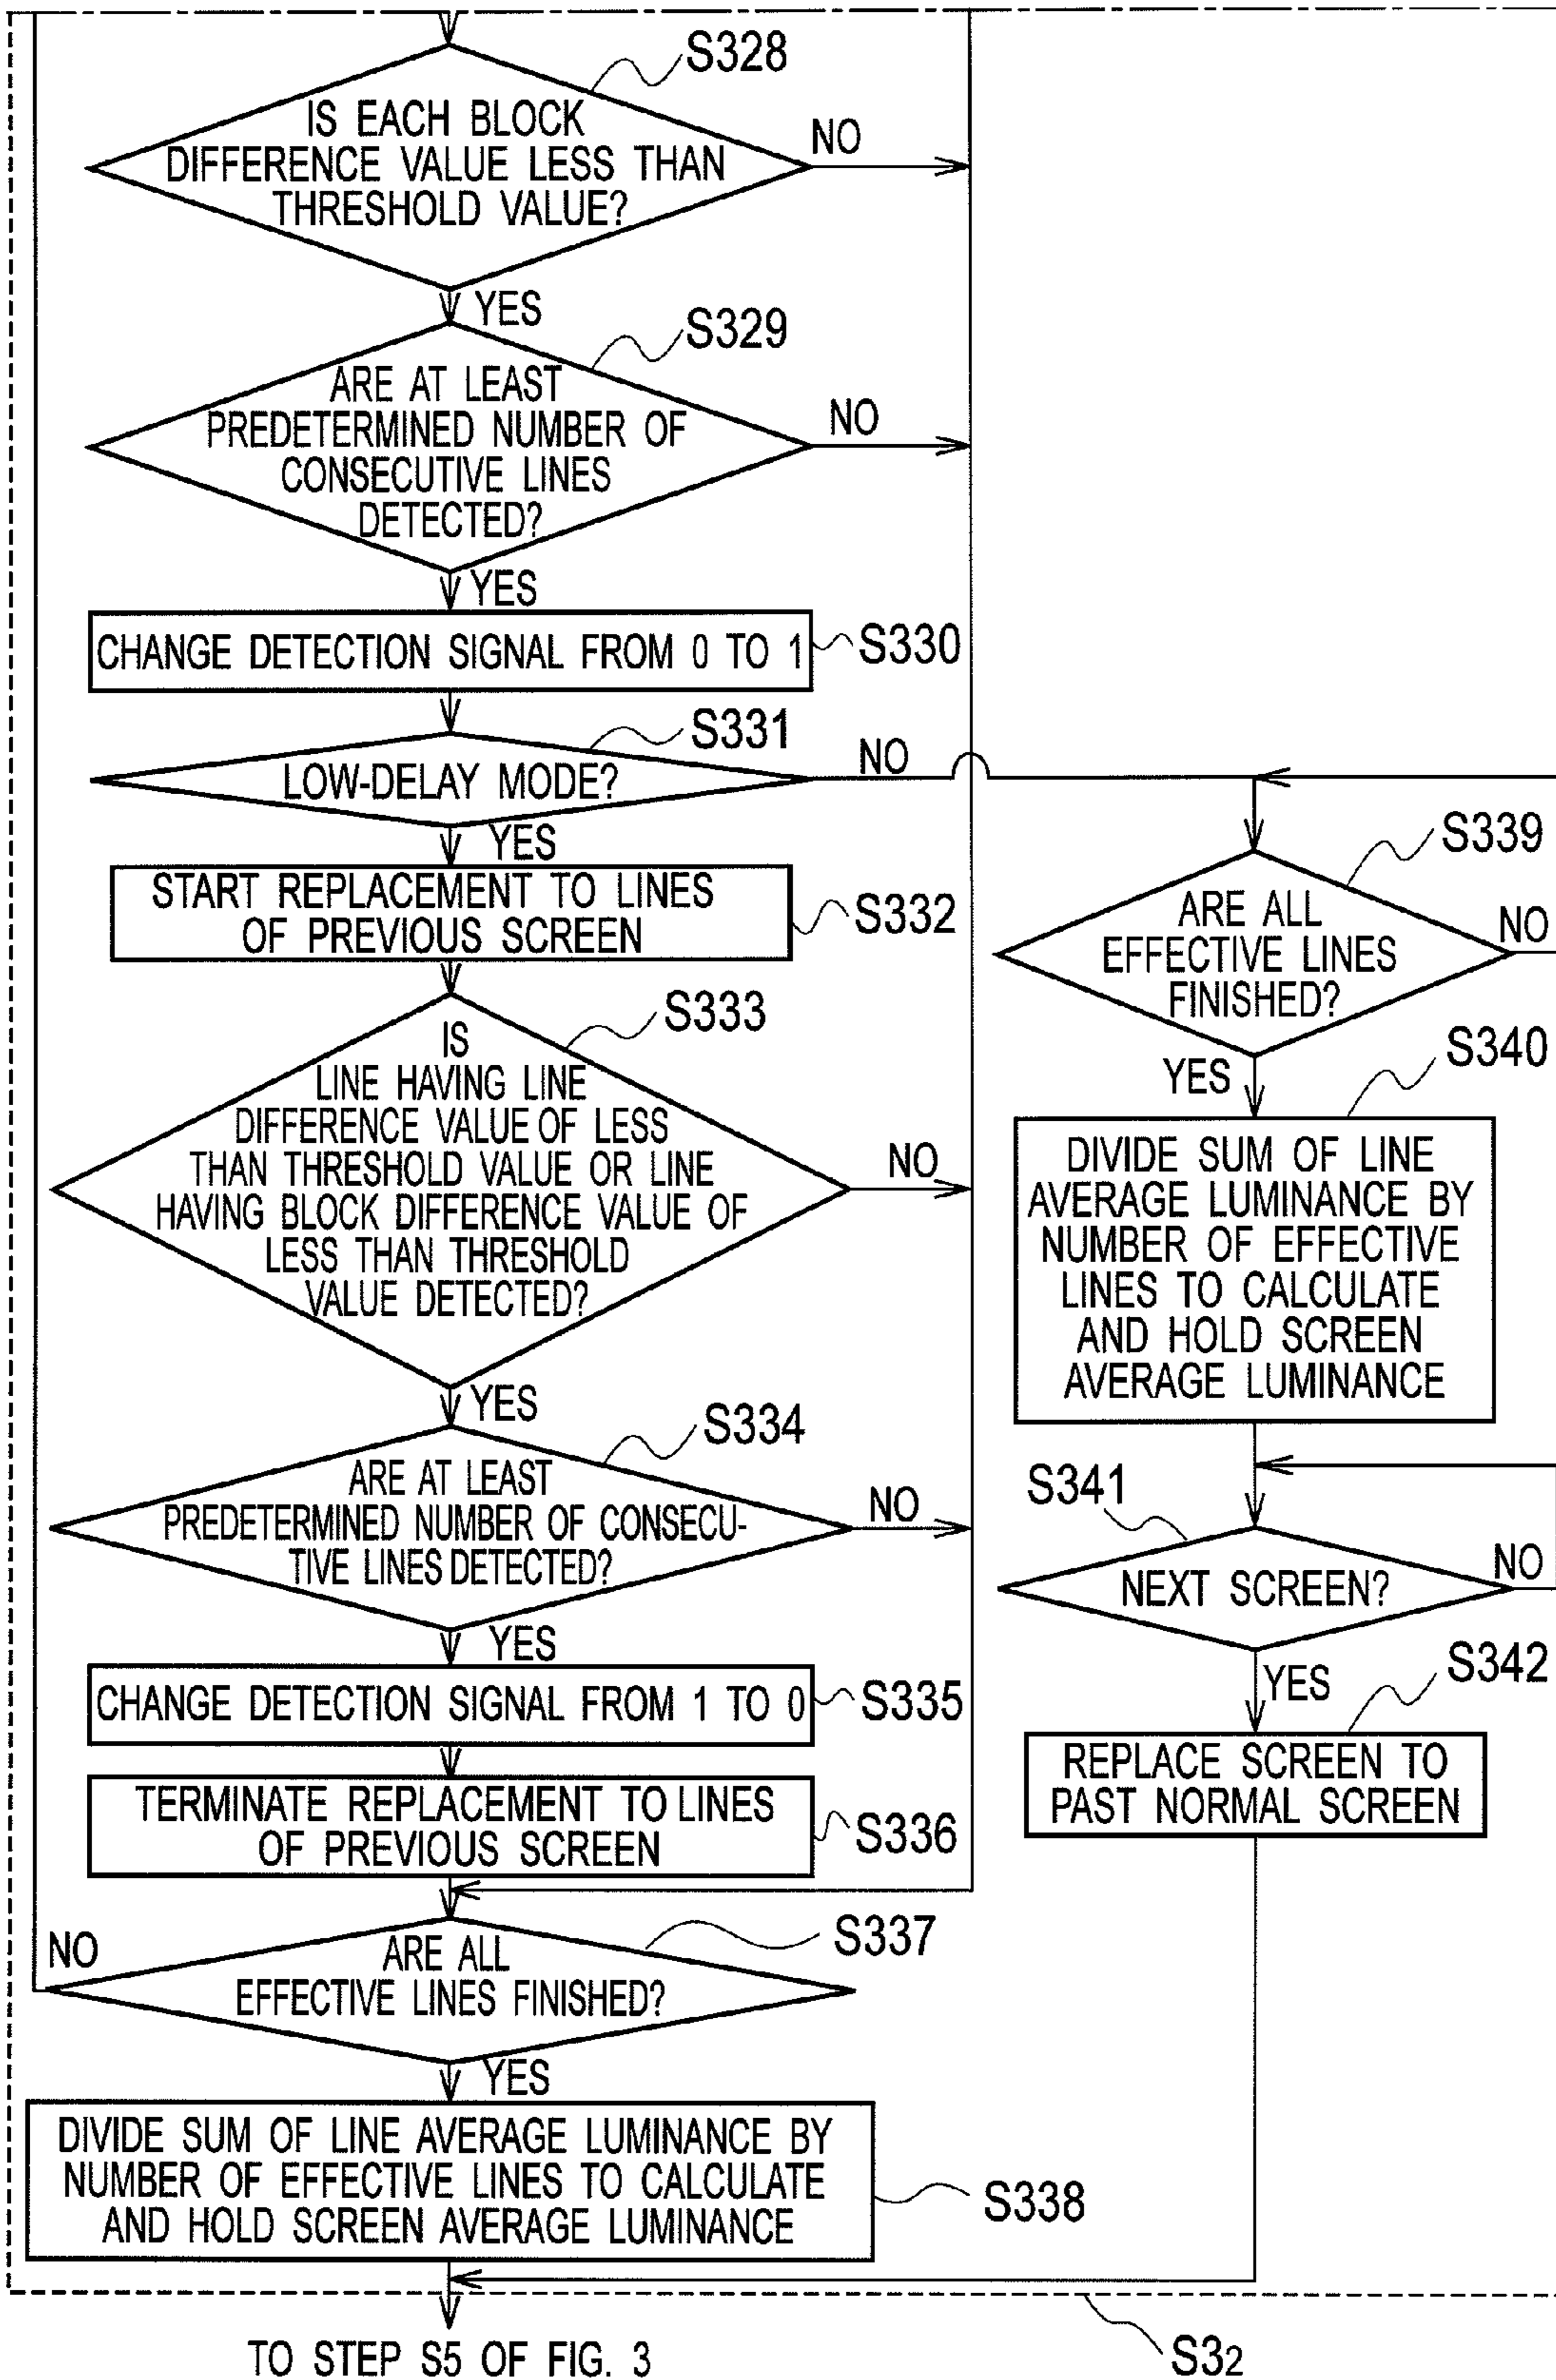 S328
IS EACH BLOCK
DIFFERENCE VALUE LESS THAN
THRESHOLD VALUE?
NO
YES
S329
ARE AT LEAST
PREDETERMINED NUMBER OF
CONSECUTIVE LINES
DETECTED?
NO
YES
CHANGE DETECTION SIGNAL FROM 0 TO 1
S330
S331
LOW-DELAY MODE?
NO
YES
START REPLACEMENT TO LINES
OF PREVIOUS SCREEN
S332
S333
IS
LINE HAVING LINE
DIFFERENCE VALUE OF LESS
THAN THRESHOLD VALUE OR LINE
HAVING BLOCK DIFFERENCE VALUE OF
LESS THAN THRESHOLD
VALUE DETECTED?
NO
YES
S334
ARE AT LEAST
PREDETERMINED NUMBER OF CONSECU-
TIVE LINES DETECTED?
NO
YES
CHANGE DETECTION SIGNAL FROM 1 TO 0
S335
TERMINATE REPLACEMENT TO LINES
OF PREVIOUS SCREEN
S336
S337
ARE ALL
EFFECTIVE LINES FINISHED?
NO
YES
DIVIDE SUM OF LINE AVERAGE LUMINANCE BY
NUMBER OF EFFECTIVE LINES TO CALCULATE
AND HOLD SCREEN AVERAGE LUMINANCE
S338
S339
ARE ALL
EFFECTIVE LINES
FINISHED?
NO
YES
S340
DIVIDE SUM OF LINE
AVERAGE LUMINANCE BY
NUMBER OF EFFECTIVE
LINES TO CALCULATE
AND HOLD SCREEN
AVERAGE LUMINANCE
S341
NEXT SCREEN?
NO
YES
S342
REPLACE SCREEN TO
PAST NORMAL SCREEN
TO STEP S5 OF FIG. 3
S32